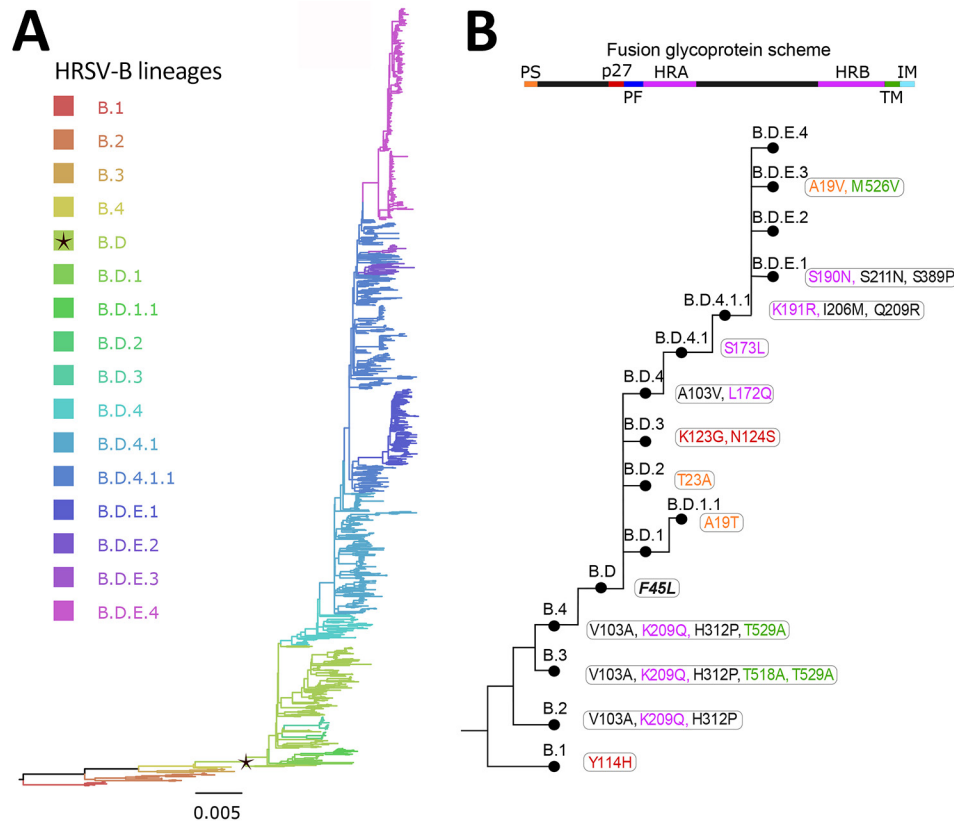 A
HRSV-B lineages
B.1
B.2
B.3
B.4
B.D
B.D.1
B.D.1.1
B.D.2
B.D.3
B.D.4
B.D.4.1
B.D.4.1.1
B.D.E.1
B.D.E.2
B.D.E.3
B.D.E.4
0.005
B
Fusion glycoprotein scheme
PS p27 HRA HRB IM
PF TM
B.D.E.4
B.D.E.3
A19V, M526V
B.D.E.2
B.D.E.1
S190N, S211N, S389P
B.D.4.1.1
K191R, I206M, Q209R
B.D.4.1
S173L
B.D.4
A103V, L172Q
B.D.3
K123G, N124S
B.D.2
T23A
B.D.1.1
A19T
B.D.1
B.D
F45L
B.4
V103A, K209Q, H312P, T529A
B.3
V103A, K209Q, H312P, T518A, T529A
B.2
V103A, K209Q, H312P
B.1
Y114H